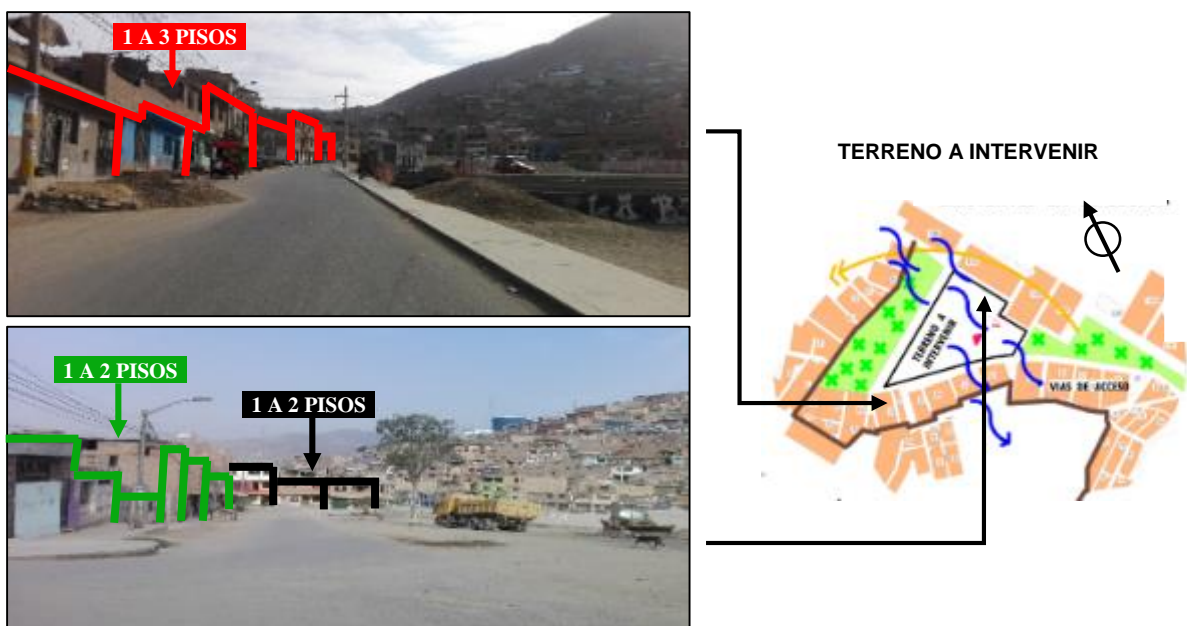 1 A 3 PISOS
1 A 2 PISOS
1 A 2 PISOS
TERRENO A INTERVENIR
TERRENO A
INTERVENIR
VIAS DE ACCESO